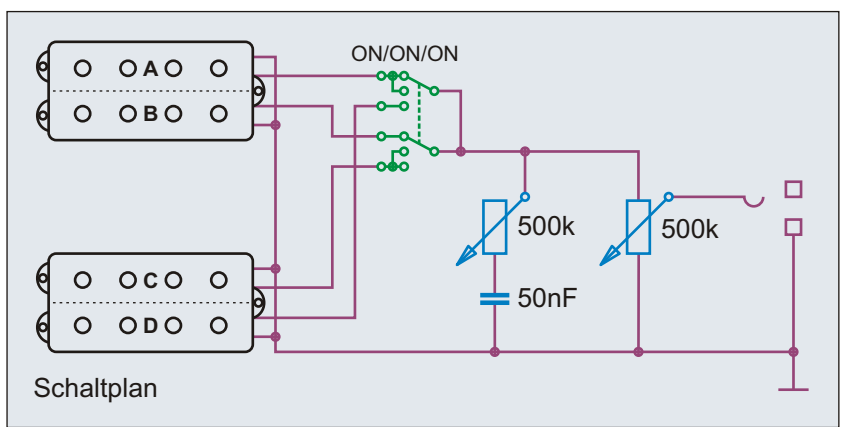 ON/ON/ON
A
B
500k
500k
C
50nF
D
Schaltplan